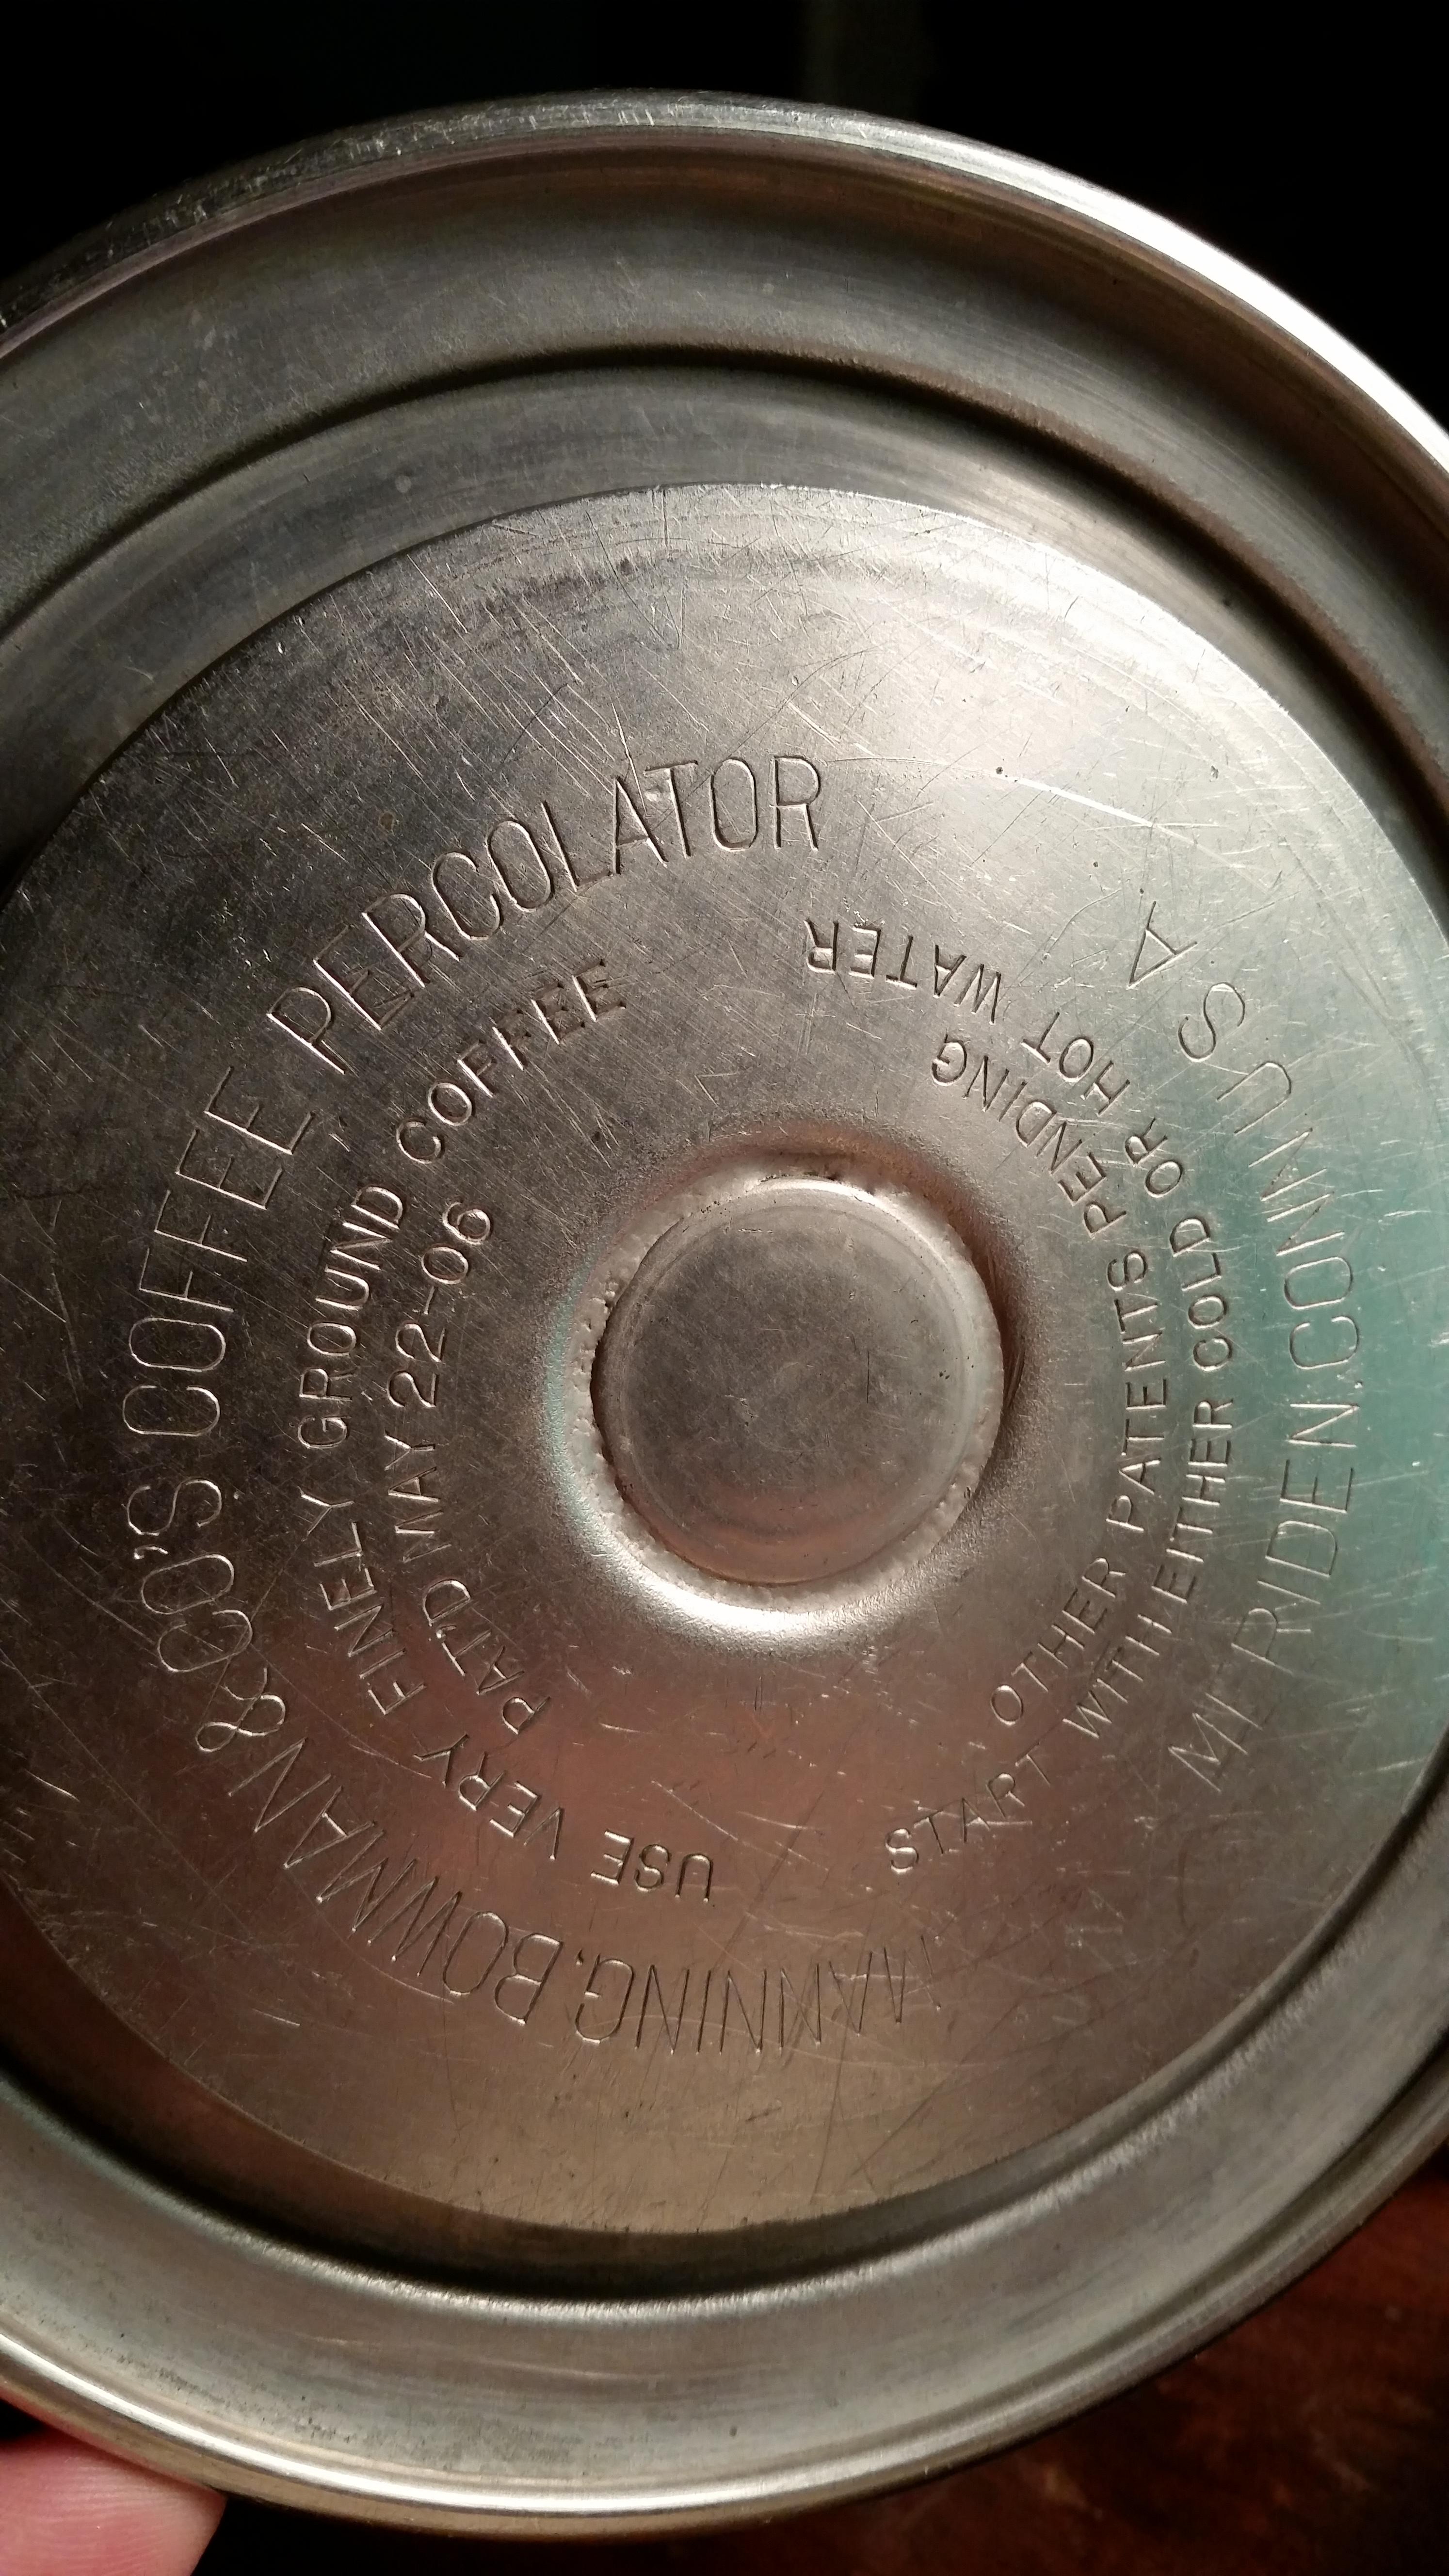 MANNING, BOWMAN & CO'S COFFEE PERCOLATOR
MERIDEN, CONN U S A
USE VERY FINELY GROUND COFFEE
START WITH EITHER COLD OR HOT WATER
PAT'D MAY 22-06
OTHER PATENTS PENDING